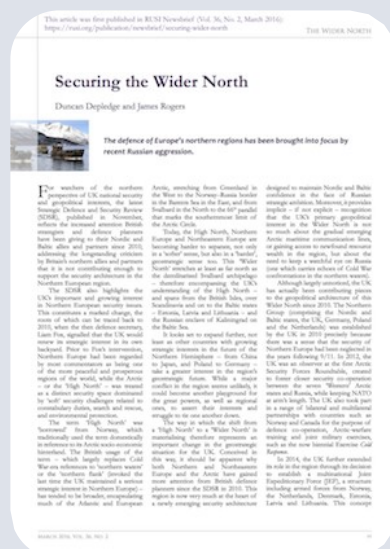 This article was first published in RUSI Newsbrief (Vol. 36, No. 2, March 2016):
https://rusi.org/publication/newsbrief/securing-wider-north
THE WIDER NORTH
Securing the Wider North
Duncan Depledge and James Rogers
The defence of Europe's northern regions has been brought into focus by
recent Russian aggression.
For watchers of the northern
perspective of UK national security
and geopolitical interests, the latest
Strategic Defence and Security Review
(SDSR), published in November,
reflects the increased attention British
strategists and defence planners
have been giving to their Nordic and
Baltic allies and partners since 2010,
addressing the longstanding criticism
by Britain's northern allies and partners
that it is not contributing enough to
support the security architecture in the
Northern European region.
The SDSR also highlights the
UK's important and growing interest
in Northern European security issues.
This constitutes a marked change, the
roots of which can be traced back to
2010, when the then defence secretary,
Liam Fox, signalled that the UK would
renew its strategic interest in its own
backyard. Prior to Fox's intervention,
Northern Europe had been regarded
by most commentators as being one
of the more peaceful and prosperous
regions of the world, while the Arctic
– or the 'High North' – was treated
as a distinct security space dominated
by 'soft' security challenges related to
constabulary duties, search and rescue,
and environmental protection.
The term 'High North' was
'borrowed' from Norway, which
traditionally used the term domestically
in reference to its Arctic socio-economic
hinterland. The British usage of the
term – which largely replaces Cold
War-era references to 'northern waters'
or the 'northern flank' (invoked the
last time the UK maintained a serious
strategic interest in Northern Europe) –
has tended to be broader, encapsulating
much of the Atlantic and European
Arctic, stretching from Greenland in
the West to the Norway–Russia border
in the Barents Sea in the East, and from
Svalbard in the North to the 66th parallel
that marks the southernmost limit of
the Arctic Circle.
Today, the High North, Northern
Europe and Northeastern Europe are
becoming harder to separate, not only
in a 'softer' sense, but also in a 'harder',
geostrategic sense too. This 'Wider
North' stretches as least as far north as
the demilitarised Svalbard archipelago
– therefore encompassing the UK's
understanding of the High North –
and spans from the British Isles, over
Scandinavia and on to the Baltic states
– Estonia, Latvia and Lithuania – and
the Russian enclave of Kaliningrad on
the Baltic Sea.
It looks set to expand further, not
least as other countries with growing
strategic interests in the future of the
Northern Hemisphere – from China
to Japan, and Poland to Germany –
take a greater interest in the region's
geostrategic future. While a major
conflict in the region seems unlikely, it
could become another playground for
the great powers, as well as regional
ones, to assert their interests and
struggle to tie one another down.
The way in which the shift from
a 'High North' to a 'Wider North' is
materialising therefore represents an
important change in the geostrategic
situation for the UK. Conceived in
this way, it should be apparent why
both Northern and Northeastern
Europe and the Arctic have gained
more attention from British defence
planners since the SDSR in 2010. This
region is now very much at the heart of
a newly emerging security architecture
designed to maintain Nordic and Baltic
confidence in the face of Russian
strategic ambition. Moreover, it provides
implicit – if not explicit – recognition
that the UK's primary geopolitical
interest in the Wider North is not
so much about the gradual emerging
Arctic maritime communication lines,
or gaining access to newfound resource
wealth in the region, but about the
need to keep a watchful eye on Russia
(one which carries echoes of Cold War
confrontations in the northern waters).
Although largely unnoticed, the UK
has actually been contributing pieces
to the geopolitical architecture of this
Wider North since 2010. The Northern
Group (comprising the Nordic and
Baltic states, the UK, Germany, Poland
and the Netherlands) was established
by the UK in 2010 precisely because
there was a sense that the security of
Northern Europe had been neglected in
the years following 9/11. In 2012, the
UK was an observer at the first Arctic
Security Forces Roundtable, created
to foster closer security co-operation
between the seven 'Western' Arctic
states and Russia, while keeping NATO
at arm's length. The UK also took part
in a range of bilateral and multilateral
partnerships with countries such as
Norway and Canada for the purpose of
defence co-operation, Arctic-warfare
training and joint military exercises,
such as the now biennial Exercise Cold
Response.
In 2014, the UK further extended
its role in the region through its decision
to establish a multinational Joint
Expeditionary Force (JEF), a structure
including armed forces from Norway,
the Netherlands, Denmark, Estonia,
Latvia and Lithuania. This concept
MARCH 2016, VOL. 36, NO. 2